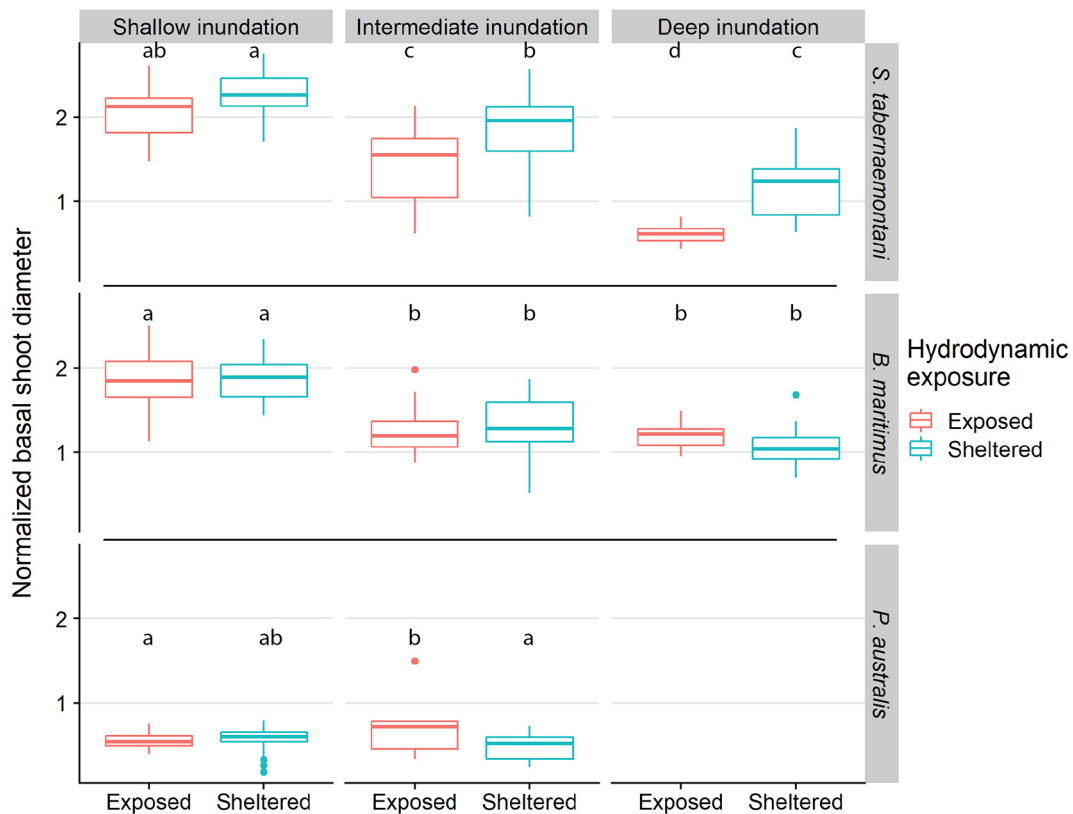 Shallow inundation Intermediate inundation Deep inundation
ab a c b d c
2
1
S. tabernaemontani
Normalized basal shoot diameter
a a b b b b
2
1
B. maritimus
Hydrodynamic
exposure
Exposed
Sheltered
2
a ab b a
1
P. australis
Exposed Sheltered Exposed Sheltered Exposed Sheltered